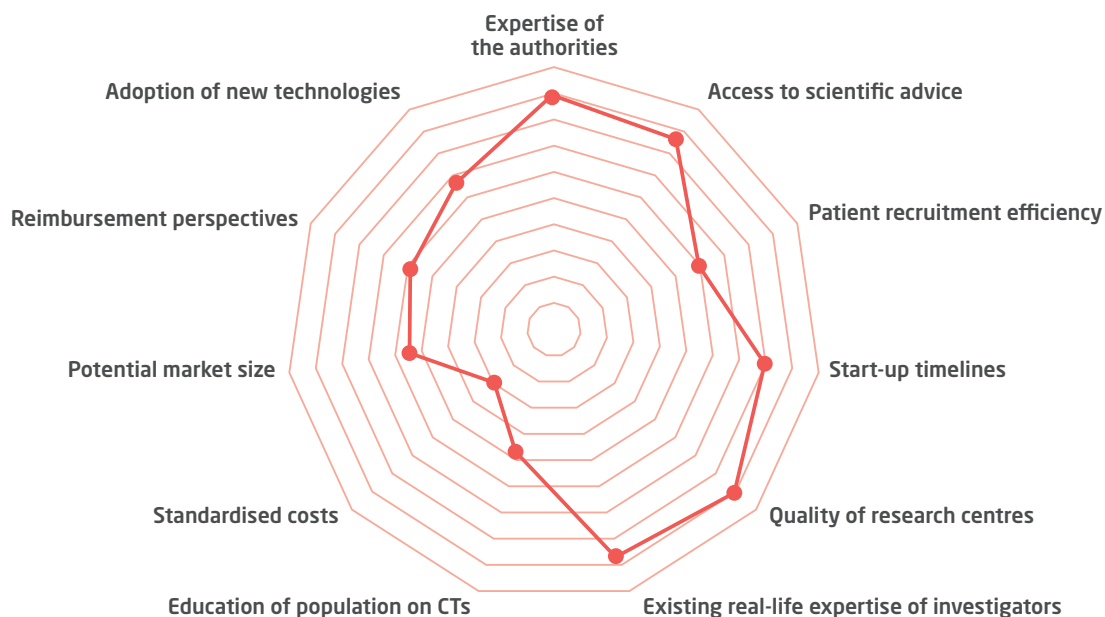 Expertise of
the authorities
Access to scientific advice
Patient recruitment efficiency
Start-up timelines
Quality of research centres
Existing real-life expertise of investigators
Education of population on CTs
Standardised costs
Potential market size
Reimbursement perspectives
Adoption of new technologies